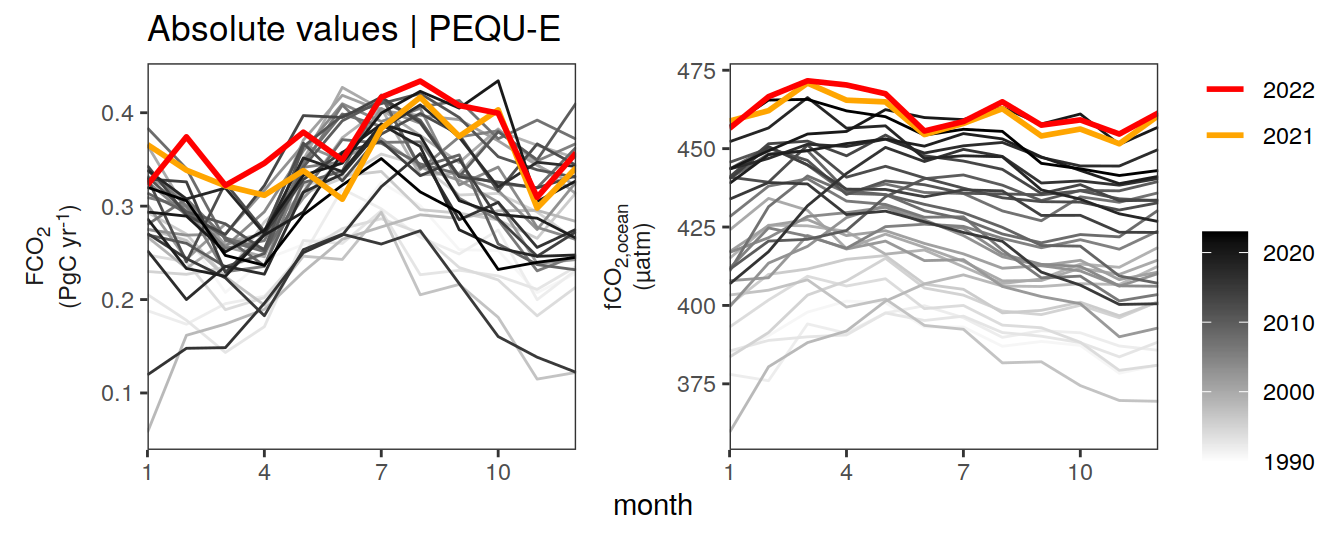 Absolute values | PEQU-E
FCO₂
(PgC yr⁻¹)
0.4
0.3
0.2
0.1
1 4 7 10
fCO₂,ocean
(µatm)
475
450
425
400
375
1 4 7 10
month
2022
2021
2020
2010
2000
1990